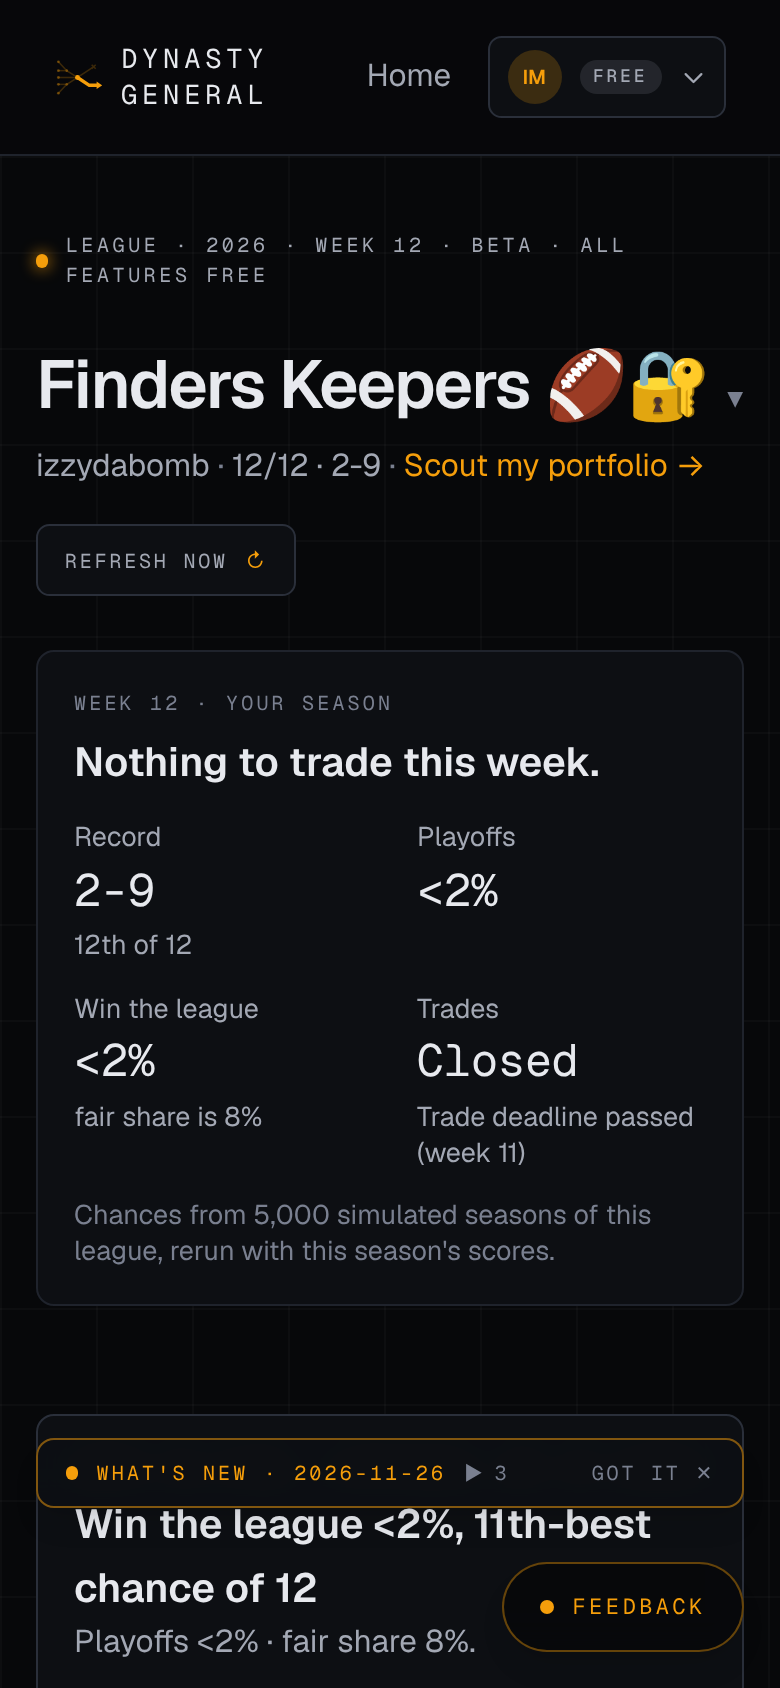 DYNASTY
GENERAL
Home
IM
FREE
LEAGUE · 2026 · WEEK 12 · BETA · ALL
FEATURES FREE
Finders Keepers 🏈🔐 ▼
izzydabomb · 12/12 · 2-9 · Scout my portfolio →
REFRESH NOW ↻
WEEK 12 · YOUR SEASON
Nothing to trade this week.
Record
2-9
12th of 12
Playoffs
<2%
Win the league
<2%
fair share is 8%
Trades
Closed
Trade deadline passed
(week 11)
Chances from 5,000 simulated seasons of this
league, rerun with this season's scores.
WHAT'S NEW · 2026-11-26 ▶ 3
GOT IT ×
Win the league <2%, 11th-best
chance of 12
Playoffs <2% · fair share 8%.
FEEDBACK